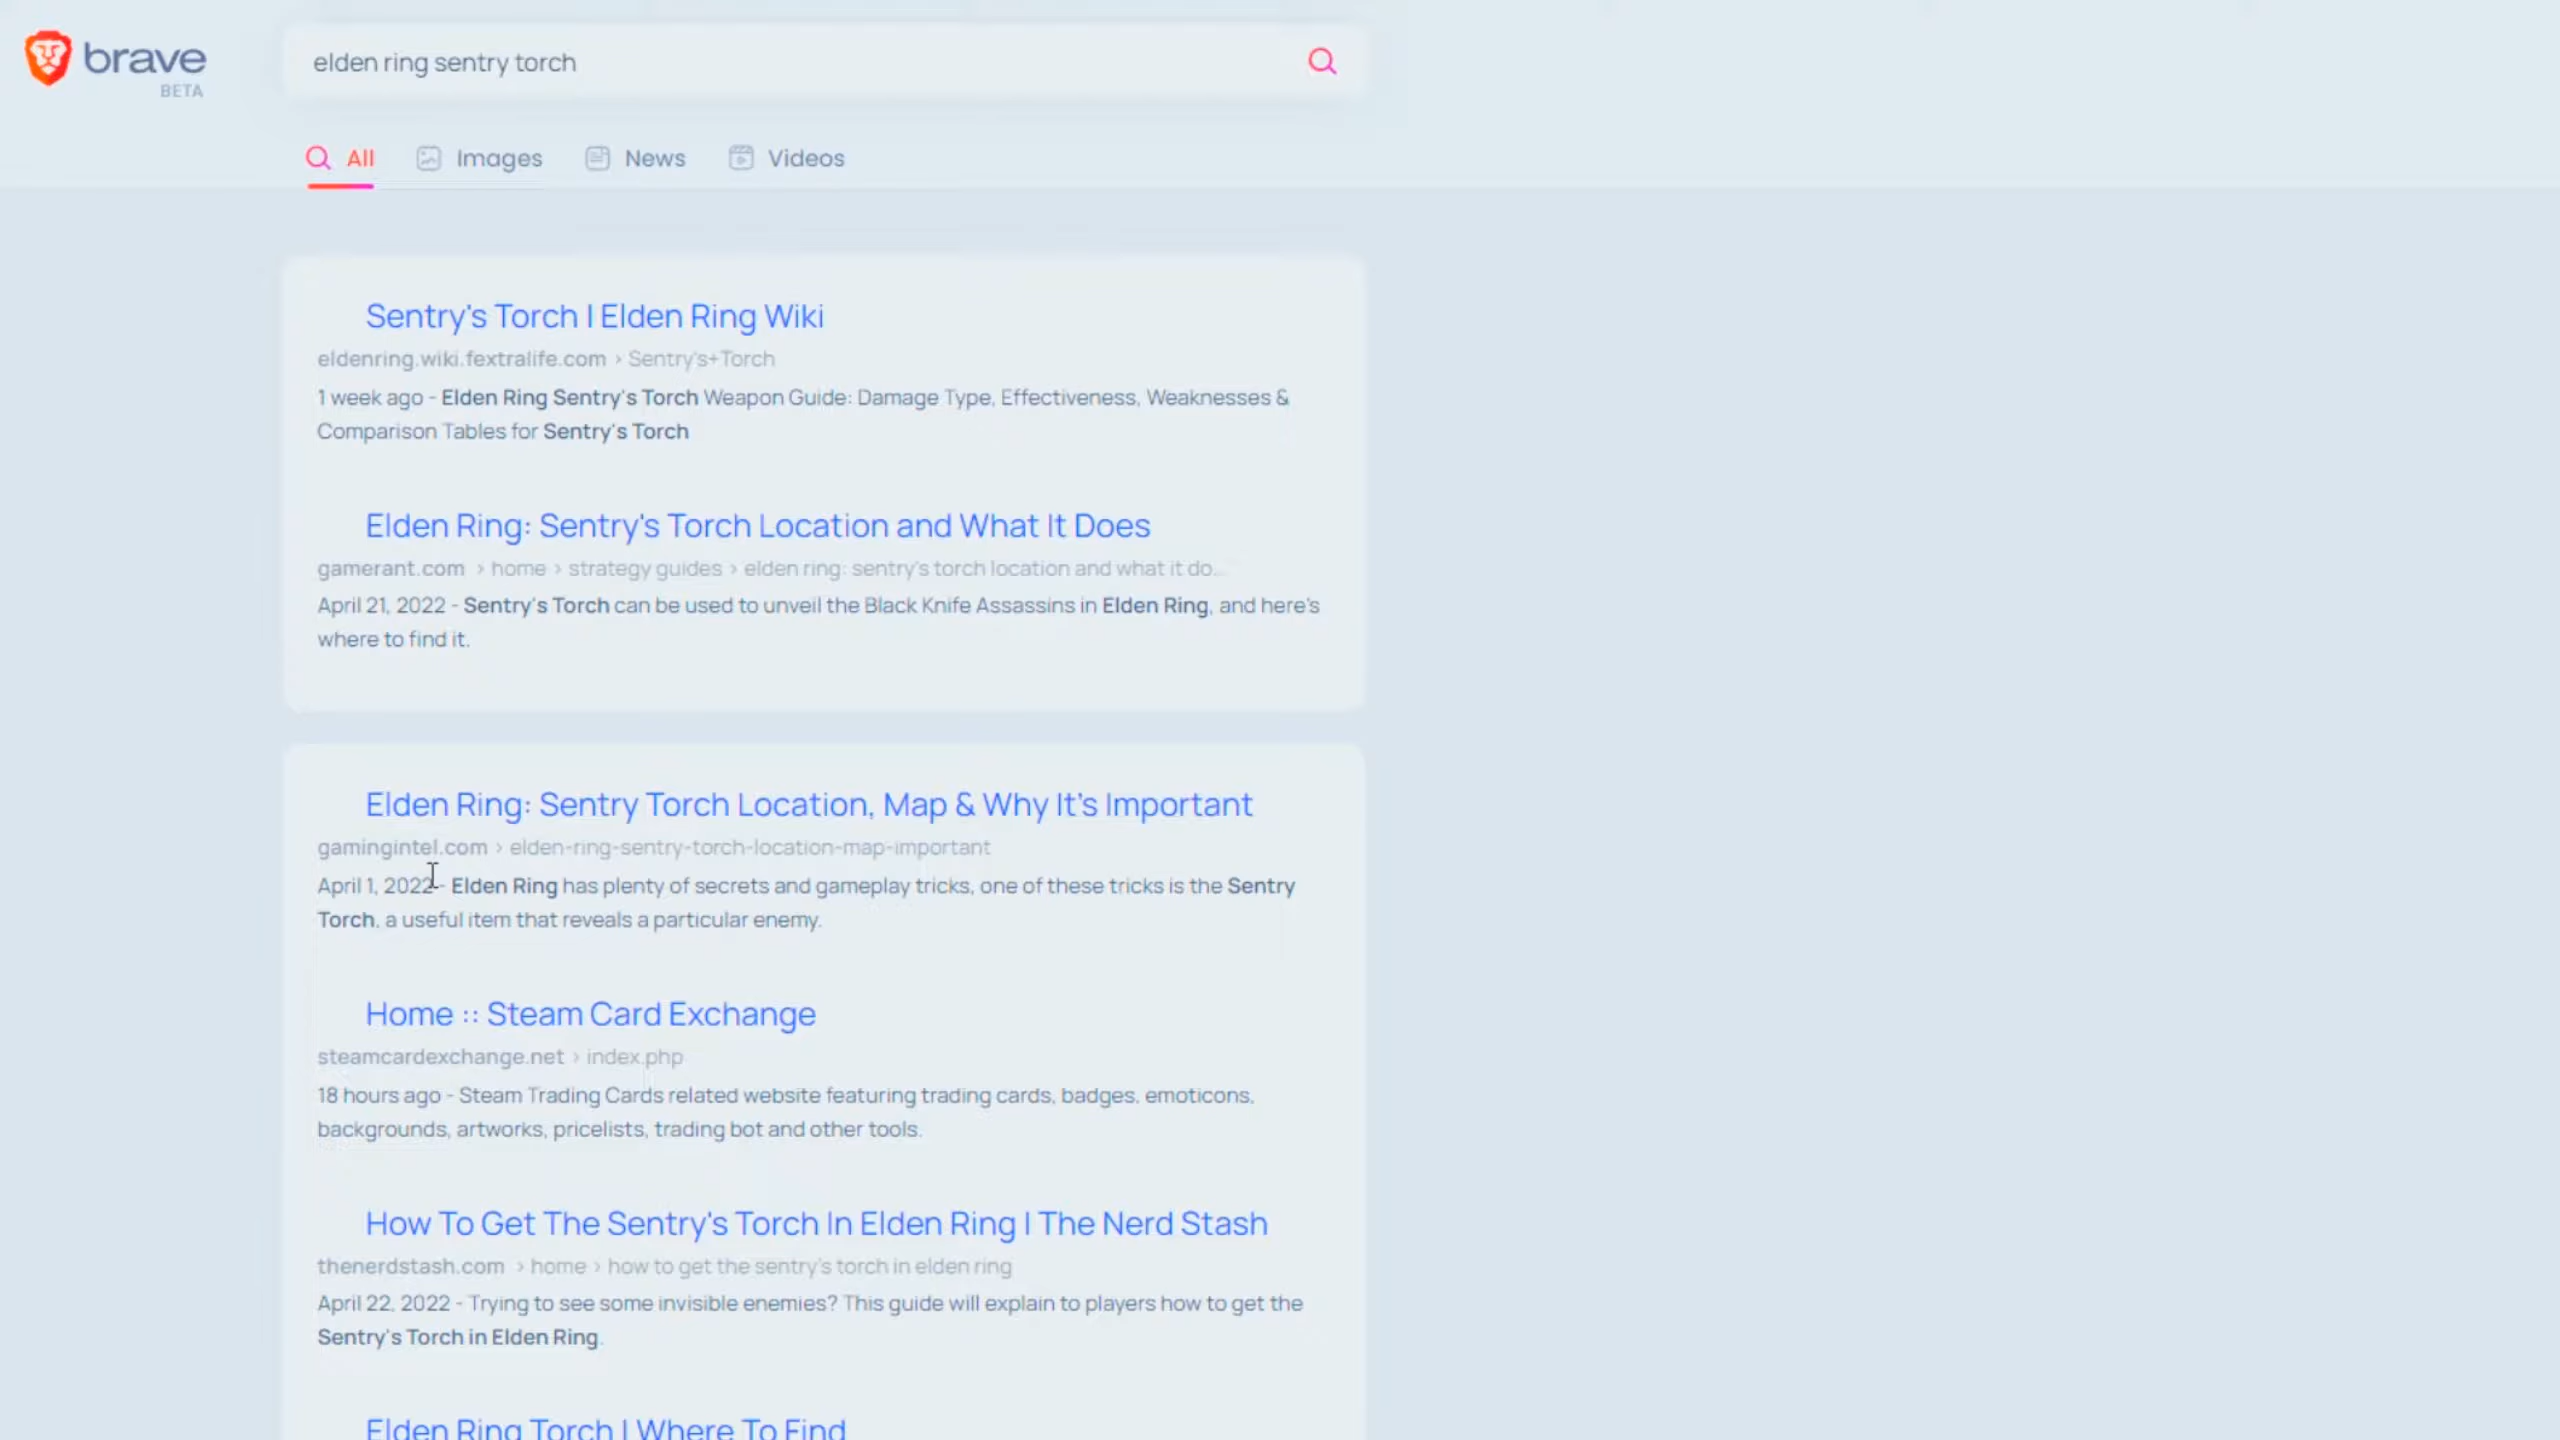 brave
BETA
elden ring sentry torch
All Images News Videos
Sentry's Torch | Elden Ring Wiki
eldenring.wiki.fextralife.com › Sentry's+Torch
1 week ago - Elden Ring Sentry's Torch Weapon Guide: Damage Type, Effectiveness, Weaknesses &
Comparison Tables for Sentry's Torch
Elden Ring: Sentry's Torch Location and What It Does
gamerant.com › home › strategy guides › elden ring: sentry's torch location and what it do...
April 21, 2022 - Sentry's Torch can be used to unveil the Black Knife Assassins in Elden Ring, and here's
where to find it.
Elden Ring: Sentry Torch Location, Map & Why It's Important
gamingintel.com › elden-ring-sentry-torch-location-map-important
April 1, 2022 - Elden Ring has plenty of secrets and gameplay tricks, one of these tricks is the Sentry
Torch, a useful item that reveals a particular enemy.
Home :: Steam Card Exchange
steamcardexchange.net › index.php
18 hours ago - Steam Trading Cards related website featuring trading cards, badges, emoticons,
backgrounds, artworks, pricelists, trading bot and other tools.
How To Get The Sentry's Torch In Elden Ring | The Nerd Stash
thenerdstash.com › home › how to get the sentry's torch in elden ring
April 22, 2022 - Trying to see some invisible enemies? This guide will explain to players how to get the
Sentry's Torch in Elden Ring.
Elden Ring Torch | Where To Find